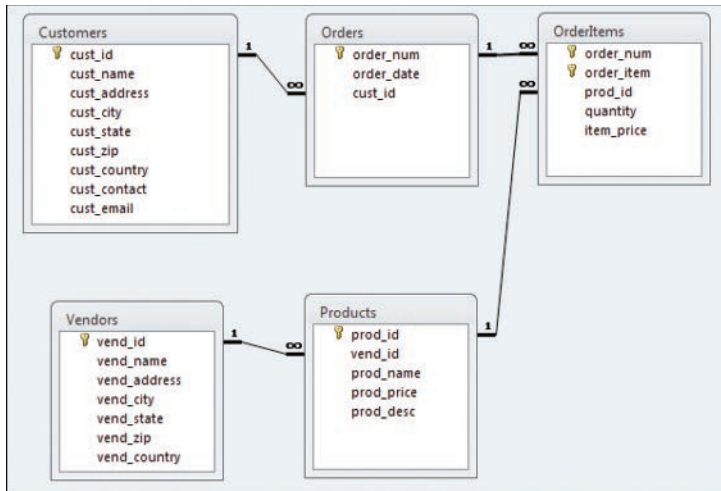 Customers
cust_id
cust_name
cust_address
cust_city
cust_state
cust_zip
cust_country
cust_contact
cust_email
1
∞
Orders
order_num
order_date
cust_id
1
∞
OrderItems
order_num
order_item
prod_id
quantity
item_price
∞
Vendors
vend_id
vend_name
vend_address
vend_city
vend_state
vend_zip
vend_country
1
∞
Products
prod_id
vend_id
prod_name
prod_price
prod_desc
1